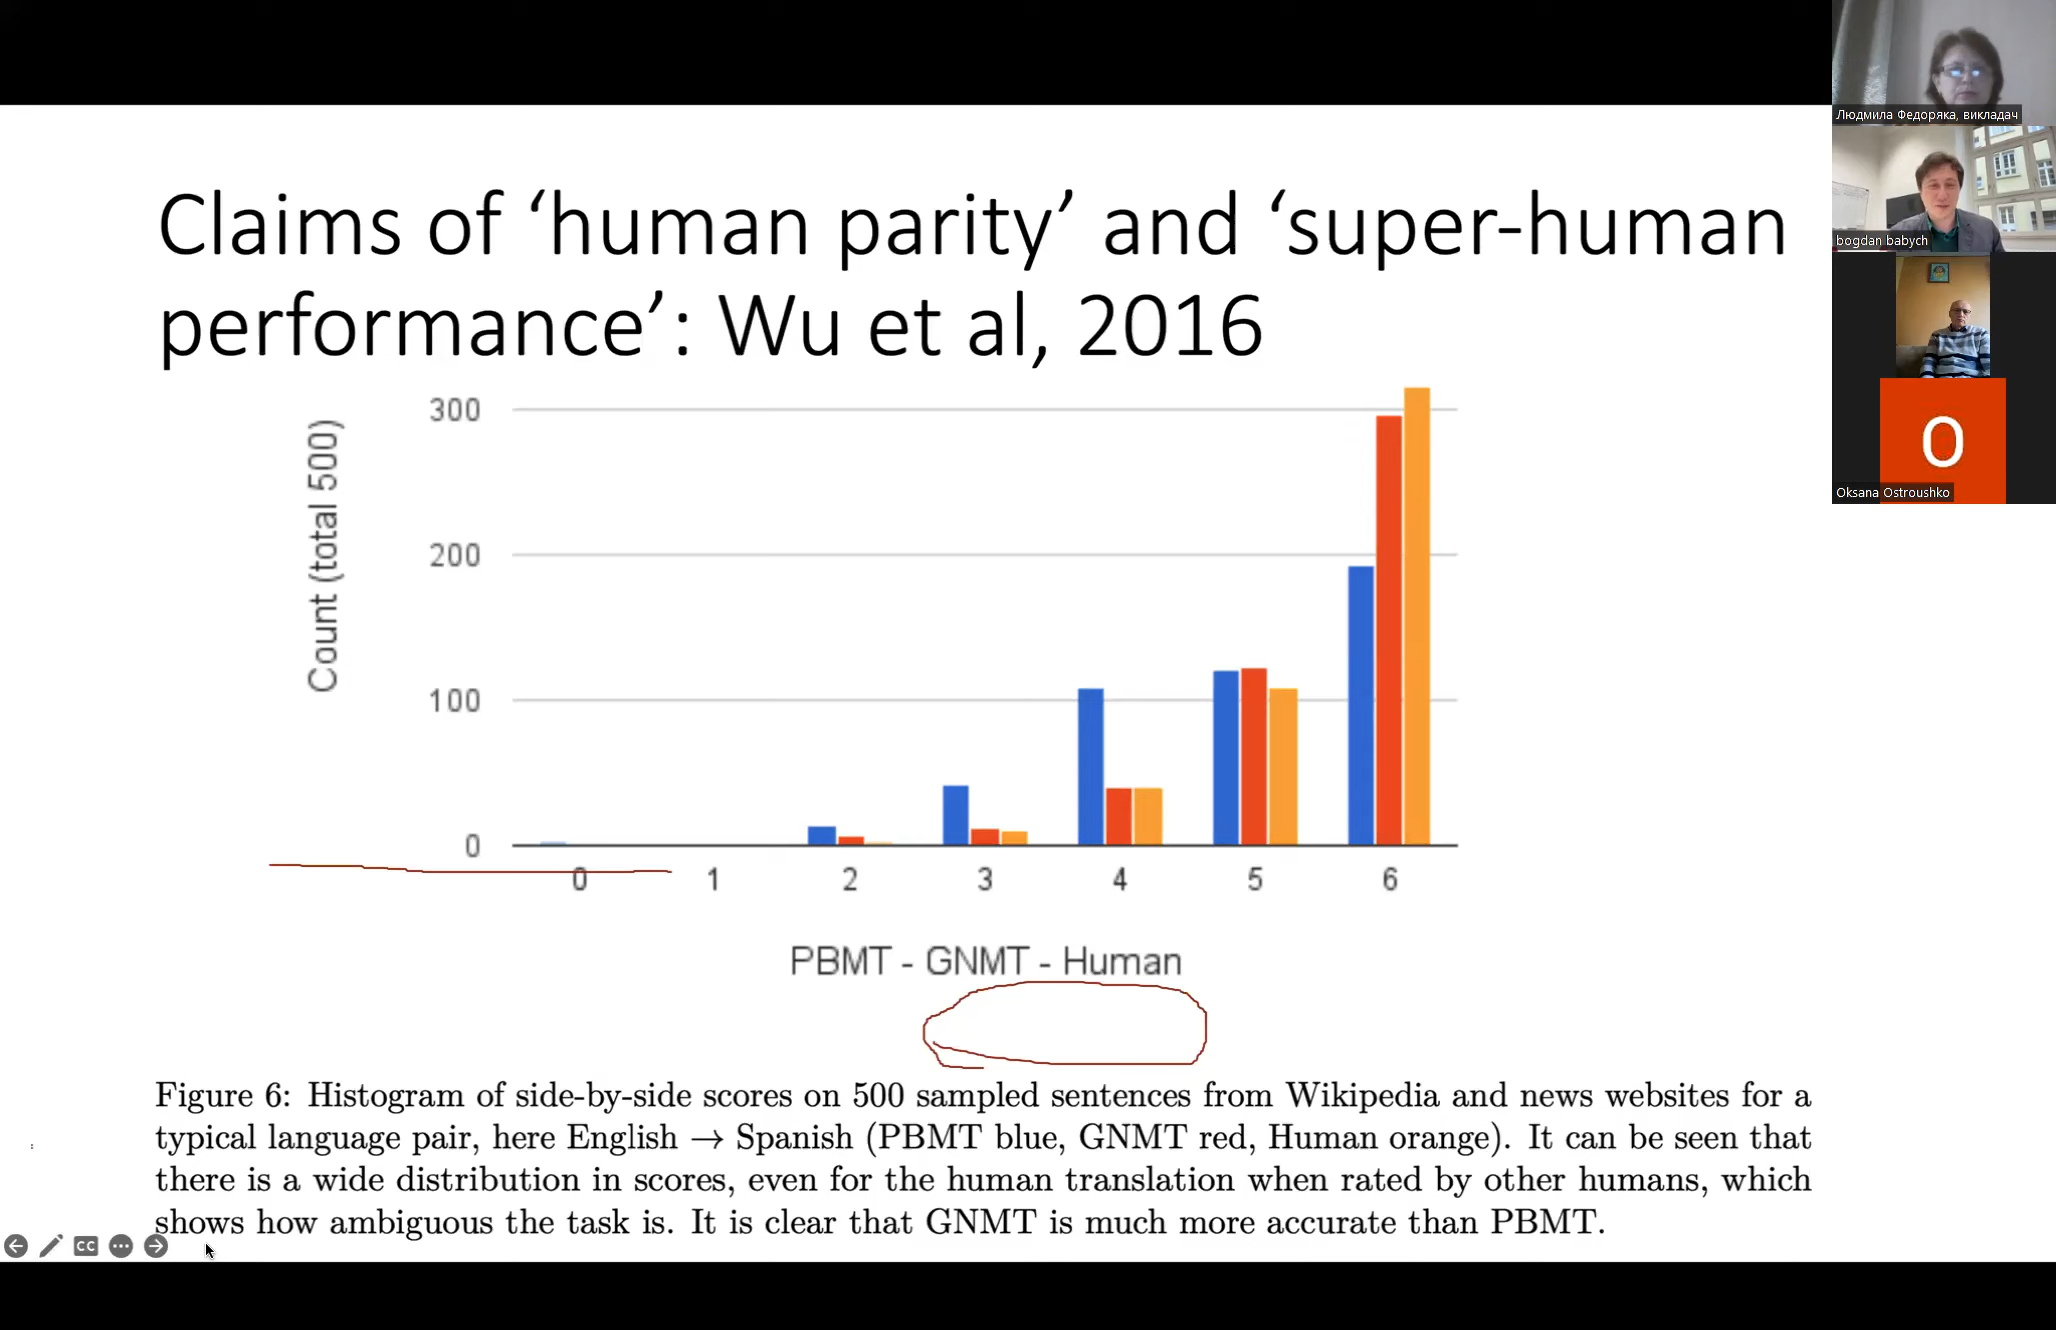 Claims of ‘human parity’ and ‘super-human
performance’: Wu et al, 2016
Count (total 500)
300
200
100
0
0 1 2 3 4 5 6
PBMT - GNMT - Human
Figure 6: Histogram of side-by-side scores on 500 sampled sentences from Wikipedia and news websites for a
typical language pair, here English → Spanish (PBMT blue, GNMT red, Human orange). It can be seen that
there is a wide distribution in scores, even for the human translation when rated by other humans, which
shows how ambiguous the task is. It is clear that GNMT is much more accurate than PBMT.
CC
Людмила Федоряка, викладач
bogdan babych
O
Oksana Ostroushko